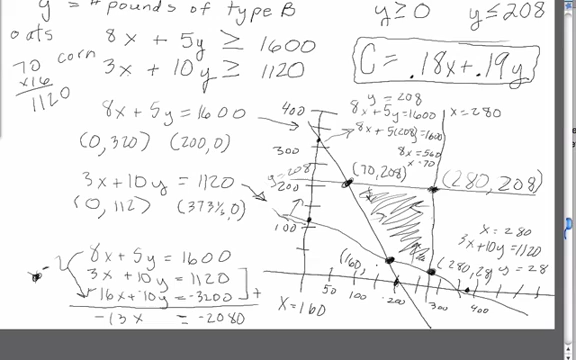 y = # pounds of type B
y ≥ 0 y ≤ 208
oats 8x + 5y ≥ 1600
corn 3x + 10y ≥ 1120
C = .18x + .19y
70
x16
1120
8x + 5y = 1600
(0, 320) (200, 0)
3x + 10y = 1120
(0, 112) (373⅓, 0)
8x + 5y = 1600
3x + 10y = 1120
16x + -10y = -3200
-13x = -2080
x = 160
-2
+
400
300
200
100
y = 208
8x + 5y = 1600
8x + 5(208) = 1600
8x = 560
x = 70
x = 280
y = 208
(70, 208)
(280, 208)
x = 280
3x + 10y = 1120
y = 28
(280, 28
(160,
50 100 200 300 400